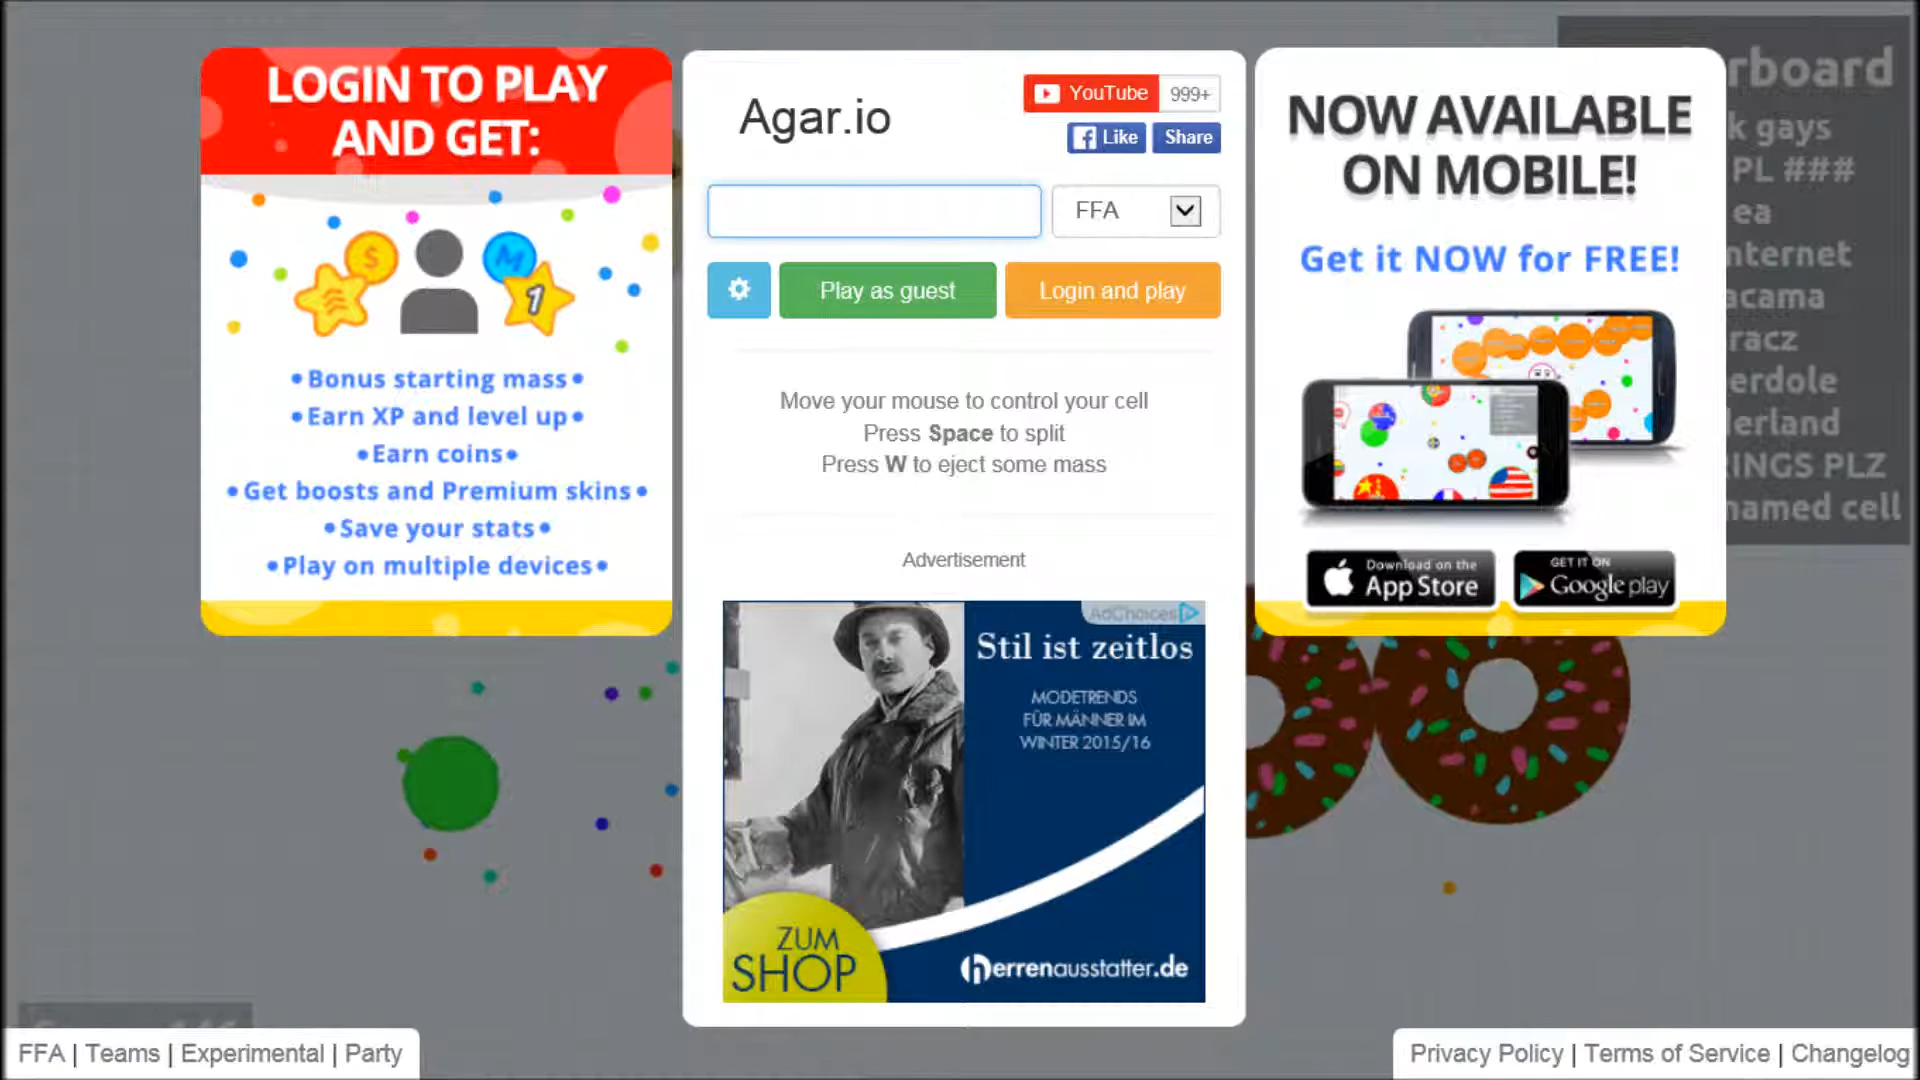 LOGIN TO PLAY
AND GET:
$
M
1
•Bonus starting mass•
•Earn XP and level up•
•Earn coins•
•Get boosts and Premium skins•
•Save your stats•
•Play on multiple devices•
Agar.io
YouTube 999+
Like Share
FFA
Play as guest Login and play
Move your mouse to control your cell
Press Space to split
Press W to eject some mass
Advertisement
AdChoices
Stil ist zeitlos
MODETRENDS
FÜR MÄNNER IM
WINTER 2015/16
ZUM
SHOP
herrenausstatter.de
NOW AVAILABLE
ON MOBILE!
Get it NOW for FREE!
Download on the
App Store
GET IT ON
Google play
rboard
k gays
PL ###
ea
nternet
acama
racz
erdole
lerland
INGS PLZ
named cell
FFA | Teams | Experimental | Party
Privacy Policy | Terms of Service | Changelog